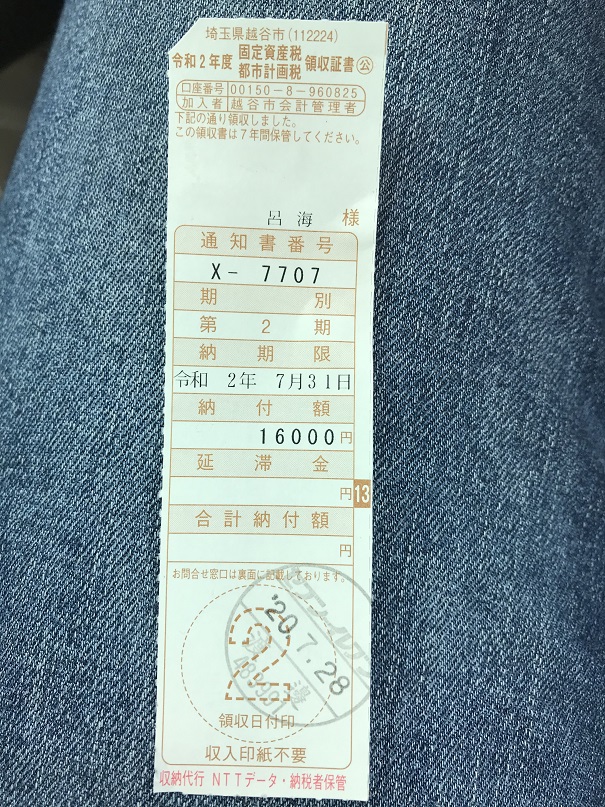 埼玉県越谷市(112224)
令和2年度 固定資産税 都市計画税 領収証書 公
口座番号 00150-8-960825
加入者 越谷市会計管理者
下記の通り領収しました。
この領収書は7年間保管してください。
呂 海 様
通知書番号
X- 7707
期別
第2期
納期限
令和 2年 7月31日
納付額
16000円
延滞金
円 13
合計納付額
円
お問合せ窓口は裏面に記載しております。
'20.7.28
2
領収日付印
収入印紙不要
収納代行 NTTデータ・納税者保管